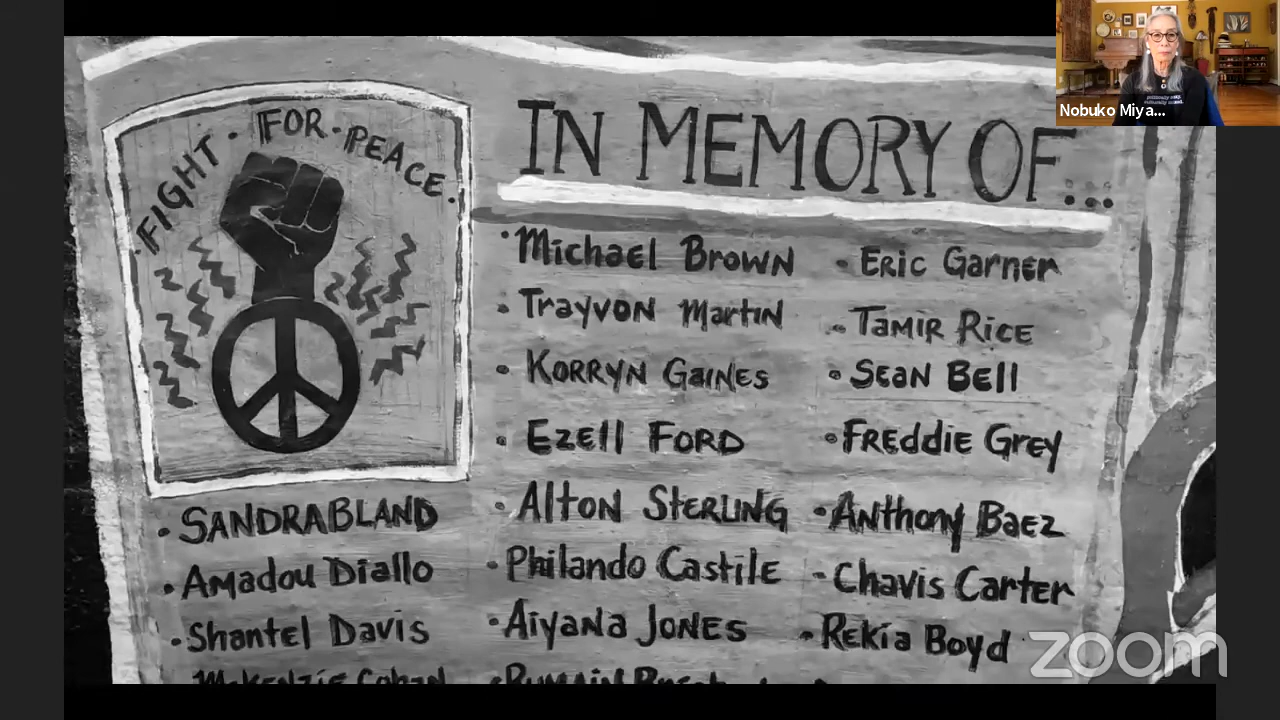 Nobuko Miya...
FIGHT · FOR · PEACE.
IN MEMORY OF...
· Michael Brown
· Eric Garner
· Trayvon Martin
· Tamir Rice
· Korryn Gaines
· Sean Bell
· Ezell Ford
· Freddie Grey
· SANDRA BLAND
· Alton Sterling
· Anthony Baez
· Amadou Diallo
· Philando Castile
· Chavis Carter
· Shantel Davis
· Aiyana Jones
· Rekia Boyd
McKenzie Cohan
zoom